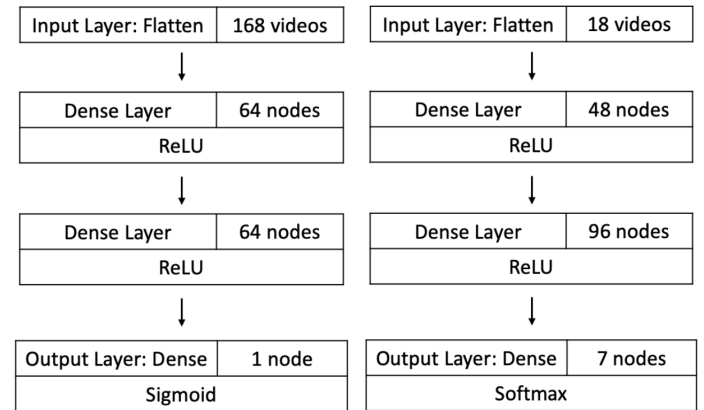 Input Layer: Flatten 168 videos
Dense Layer 64 nodes
ReLU
Dense Layer 64 nodes
ReLU
Output Layer: Dense 1 node
Sigmoid
Input Layer: Flatten 18 videos
Dense Layer 48 nodes
ReLU
Dense Layer 96 nodes
ReLU
Output Layer: Dense 7 nodes
Softmax